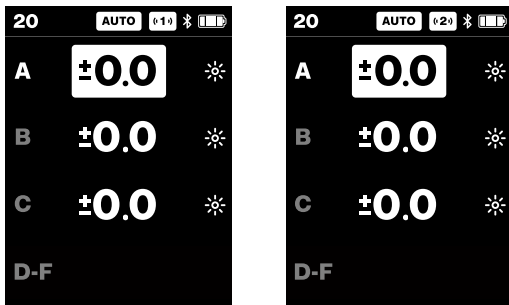 20 AUTO (1)
A ±0.0
B ±0.0
C ±0.0
D-F
20 AUTO (2)
A ±0.0
B ±0.0
C ±0.0
D-F